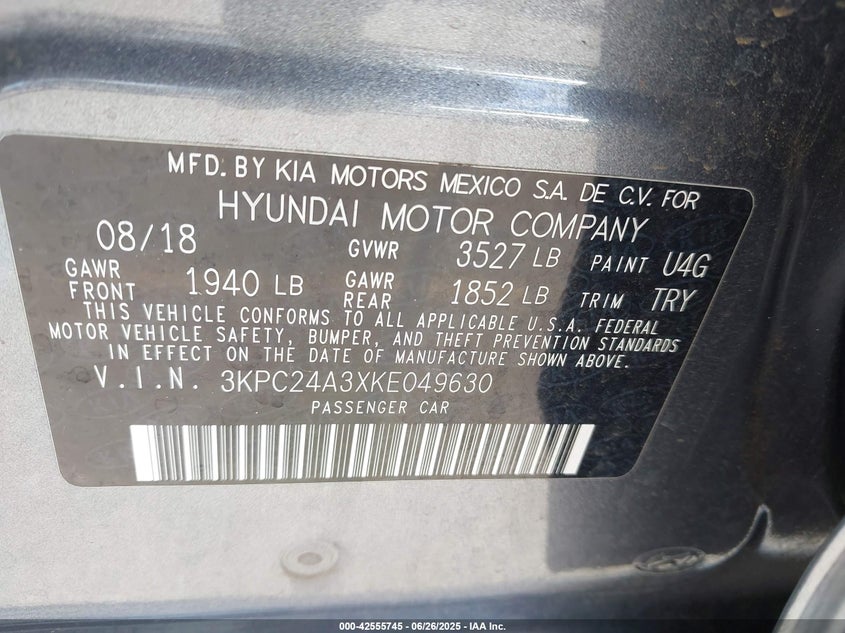 MFD. BY KIA MOTORS MEXICO S.A. DE C.V. FOR
HYUNDAI MOTOR COMPANY
08/18 GVWR 3527 LB PAINT U4G
GAWR FRONT 1940 LB GAWR REAR 1852 LB TRIM TRY
THIS VEHICLE CONFORMS TO ALL APPLICABLE U.S.A. FEDERAL
MOTOR VEHICLE SAFETY, BUMPER, AND THEFT PREVENTION STANDARDS
IN EFFECT ON THE DATE OF MANUFACTURE SHOWN ABOVE.
V.I.N. 3KPC24A3XKE049630
PASSENGER CAR
000-42555745 - 06/26/2025 - IAA Inc.